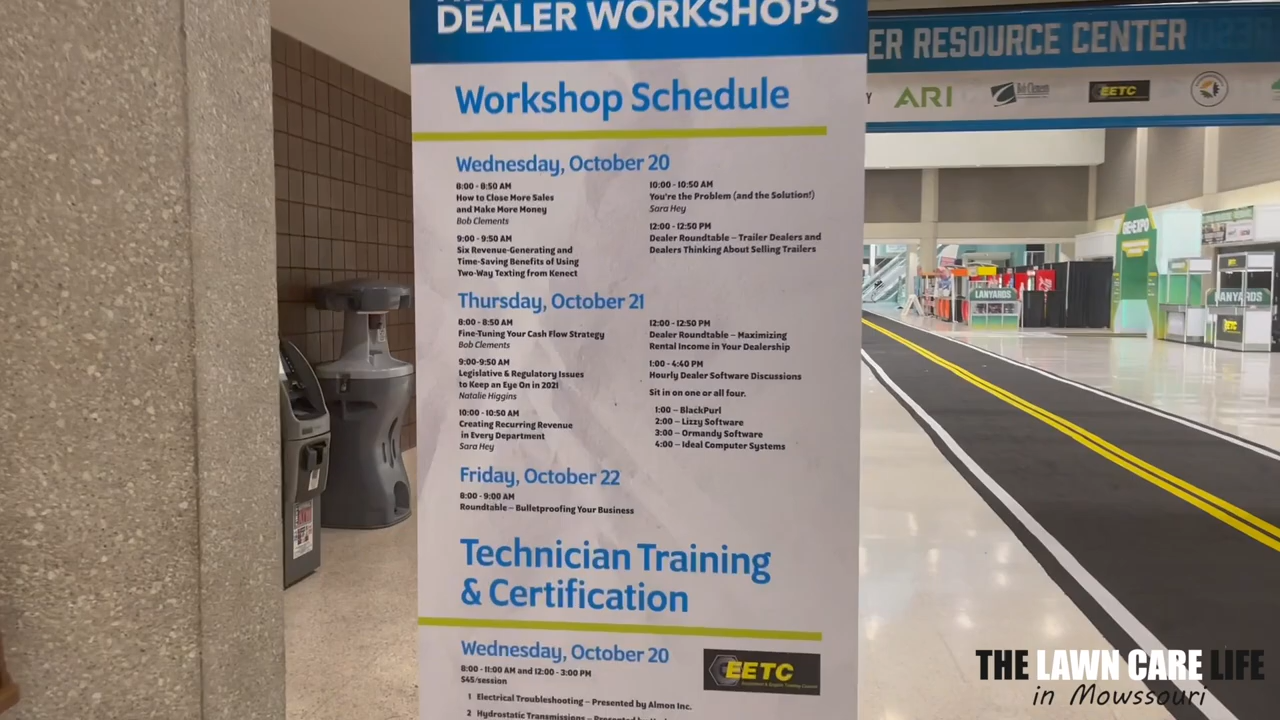 DEALER WORKSHOPS
Workshop Schedule
Wednesday, October 20
8:00 - 8:50 AM
How to Close More Sales
and Make More Money
Bob Clements
9:00 - 9:50 AM
Six Revenue-Generating and
Time-Saving Benefits of Using
Two-Way Texting from Kenect
10:00 - 10:50 AM
You're the Problem (and the Solution!)
Sara Hey
12:00 - 12:50 PM
Dealer Roundtable – Trailer Dealers and
Dealers Thinking About Selling Trailers
Thursday, October 21
8:00 - 8:50 AM
Fine-Tuning Your Cash Flow Strategy
Bob Clements
9:00-9:50 AM
Legislative & Regulatory Issues
to Keep an Eye On in 2021
Natalie Higgins
10:00 - 10:50 AM
Creating Recurring Revenue
in Every Department
Sara Hey
12:00 - 12:50 PM
Dealer Roundtable – Maximizing
Rental Income in Your Dealership
1:00 - 4:40 PM
Hourly Dealer Software Discussions
Sit in on one or all four.
1:00 – BlackPurl
2:00 – Lizzy Software
3:00 – Ormandy Software
4:00 – Ideal Computer Systems
Friday, October 22
8:00 - 9:00 AM
Roundtable – Bulletproofing Your Business
Technician Training
& Certification
Wednesday, October 20
8:00 - 11:00 AM and 12:00 - 3:00 PM
$45/session
1 Electrical Troubleshooting – Presented by Almon Inc.
2 Hydrostatic Transmissions – Presented by
EETC
ER RESOURCE CENTER
Y ARI Bob Clements EETC
GIE+EXPO
LANYARDS
LANYARDS
EETC
THE LAWN CARE LIFE
in Mowssouri